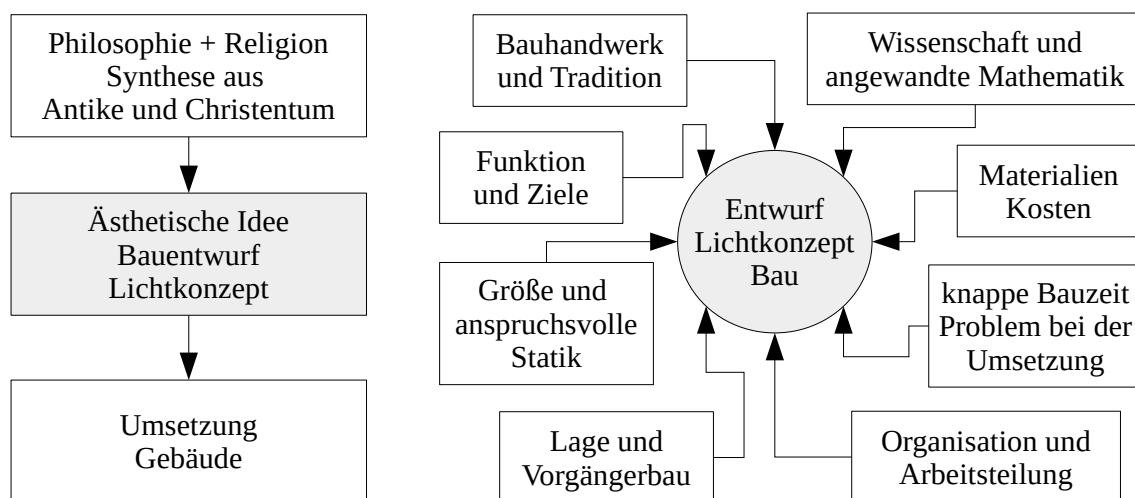 Philosophie + Religion
Synthese aus
Antike und Christentum
Ästhetische Idee
Bauentwurf
Lichtkonzept
Umsetzung
Gebäude
Bauhandwerk
und Tradition
Wissenschaft und
angewandte Mathematik
Funktion
und Ziele
Materialien
Kosten
Entwurf
Lichtkonzept
Bau
Größe und
anspruchsvolle
Statik
knappe Bauzeit
Problem bei der
Umsetzung
Lage und
Vorgängerbau
Organisation und
Arbeitsteilung